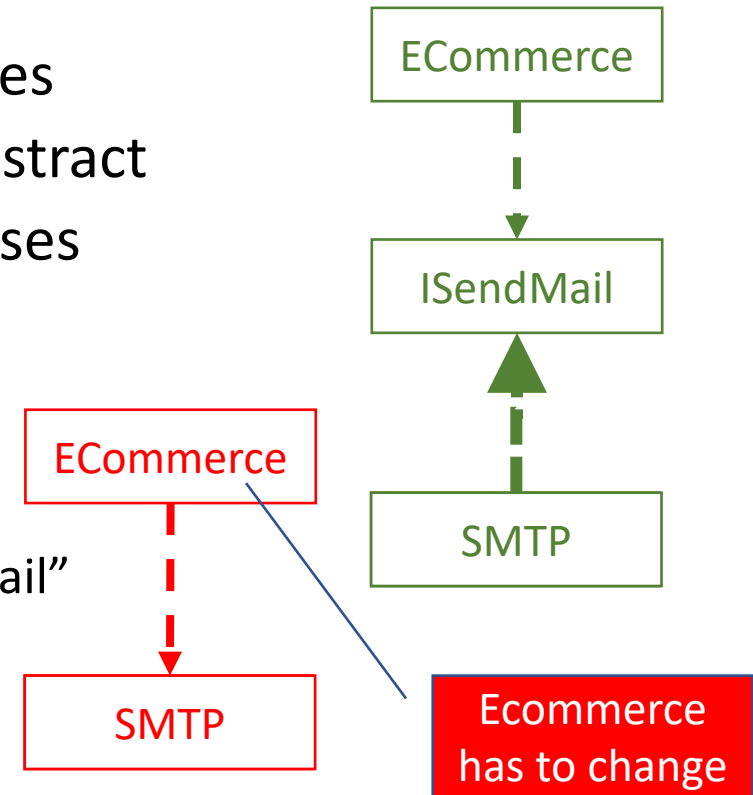 es
stract
ses
ail”
ECommerce
ISendMail
SMTP
ECommerce
SMTP
Ecommerce
has to change